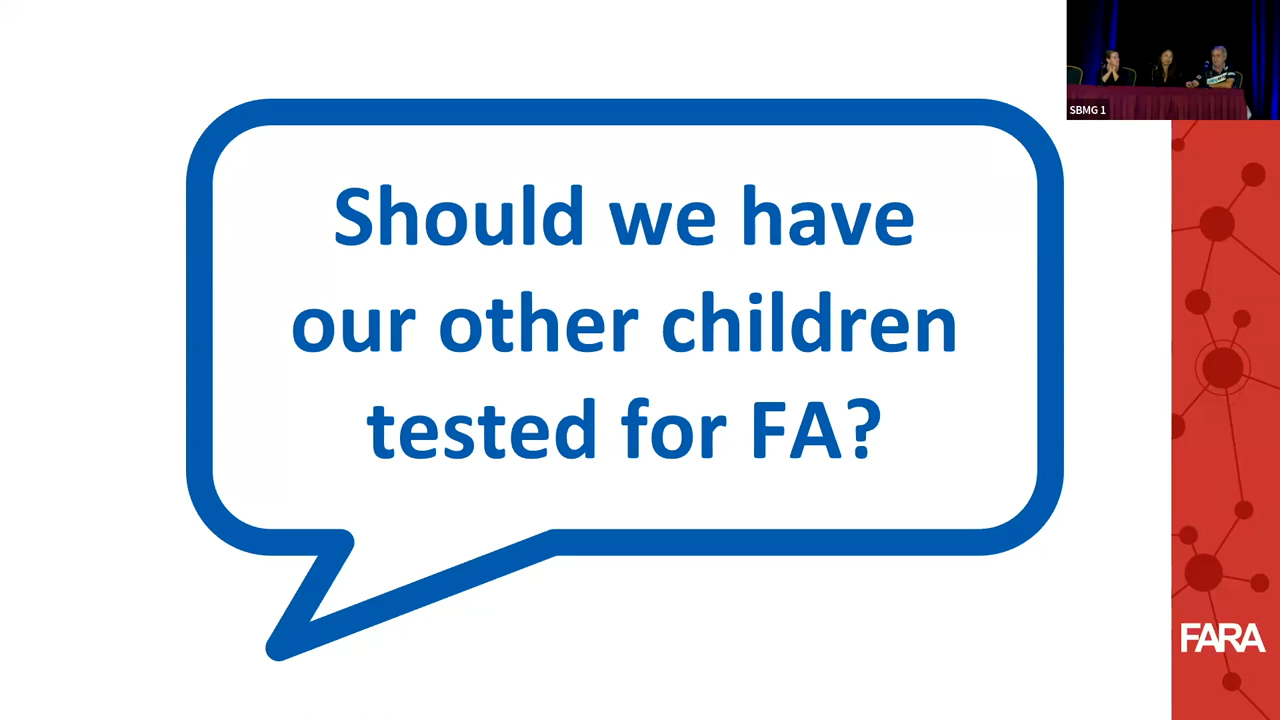 SBMG 1
Should we have
our other children
tested for FA?
FARA